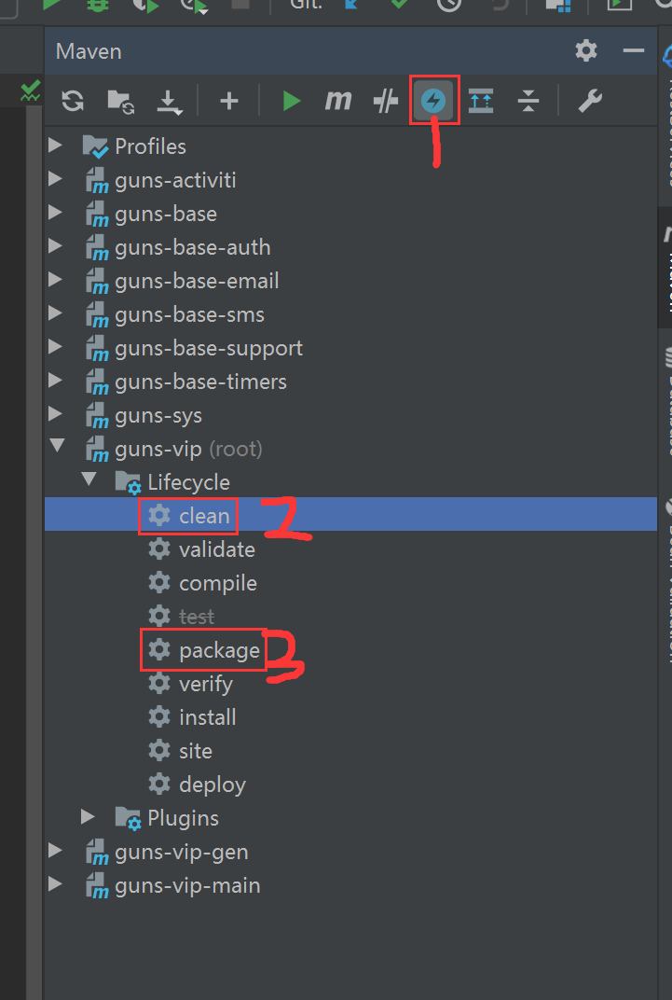 Git:
Maven
m
1
Profiles
guns-activiti
guns-base
guns-base-auth
guns-base-email
guns-base-sms
guns-base-support
guns-base-timers
guns-sys
guns-vip (root)
Lifecycle
clean 2
validate
compile
test
package 3
verify
install
site
deploy
Plugins
guns-vip-gen
guns-vip-main